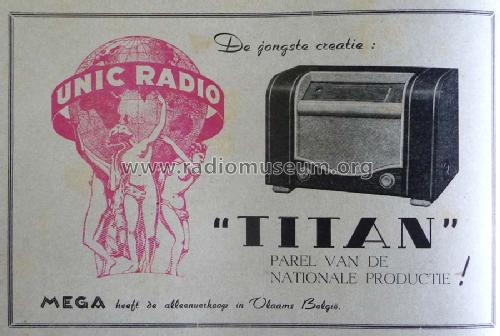 De jongste creatie :
UNIC RADIO
www.radiomuseum.org
"TITAN"
PAREL VAN DE
NATIONALE PRODUCTIE !
MEGA heeft de alleenverkoop in Vlaams België.